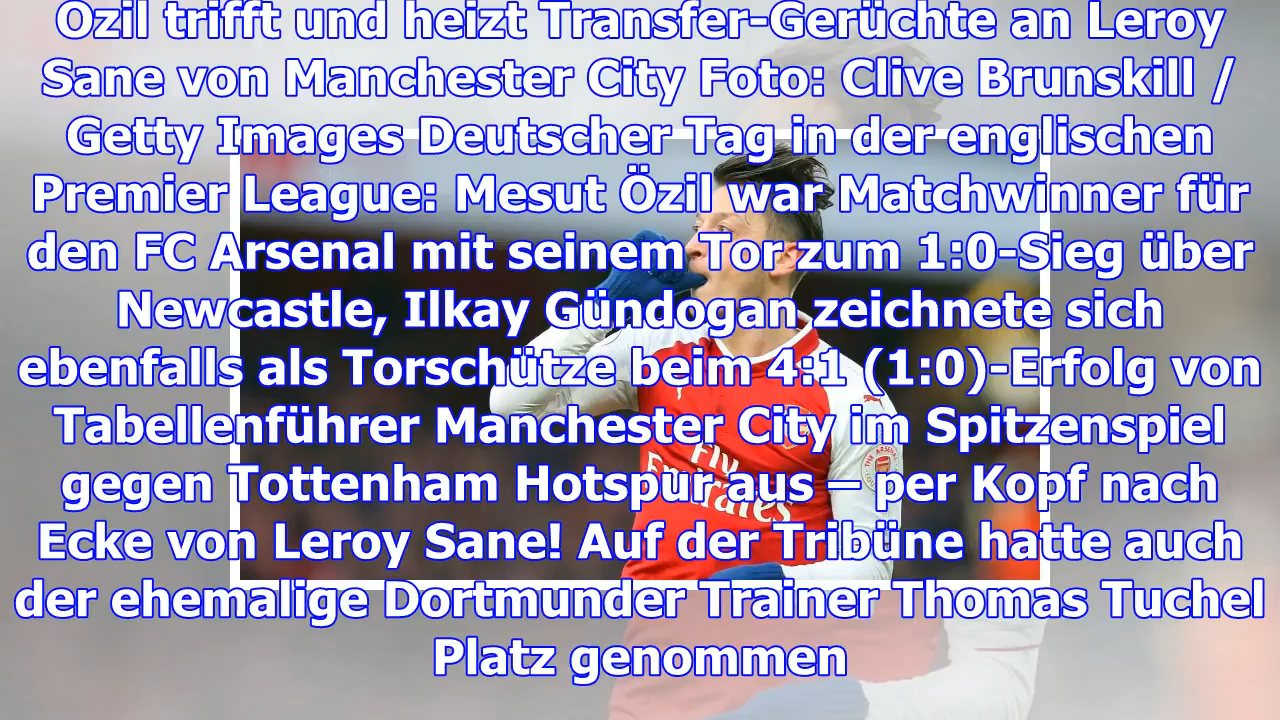 Özil trifft und heizt Transfer-Gerüchte an Leroy
Sane von Manchester City Foto: Clive Brunskill /
Getty Images Deutscher Tag in der englischen
Premier League: Mesut Özil war Matchwinner für
den FC Arsenal mit seinem Tor zum 1:0-Sieg über
Newcastle, Ilkay Gündogan zeichnete sich
ebenfalls als Torschütze beim 4:1 (1:0)-Erfolg von
Tabellenführer Manchester City im Spitzenspiel
gegen Tottenham Hotspur aus – per Kopf nach
Ecke von Leroy Sane! Auf der Tribüne hatte auch
der ehemalige Dortmunder Trainer Thomas Tuchel
Platz genommen
Fly
Emirates